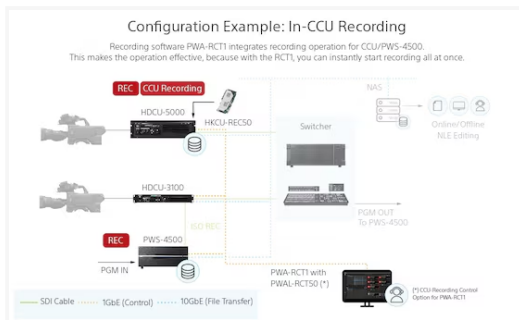 Configuration Example: In-CCU Recording
Recording software PWA-RCT1 integrates recording operation for CCU/PWS-4500.
This makes the operation effective, because with the RCT1, you can instantly start recording all at once.
REC
CCU Recording
HDCU-5000
HKCU-REC50
NAS
Switcher
Online/Offline
NLE Editing
HDCU-3100
ISO REC
PGM OUT
To PWS-4500
REC
PWS-4500
PGM IN
PWA-RCT1 with
PWAL-RCT50 (*)
(*) CCU Recording Control
Option for PWA-RCT1
SDI Cable
1GbE (Control)
10GbE (File Transfer)